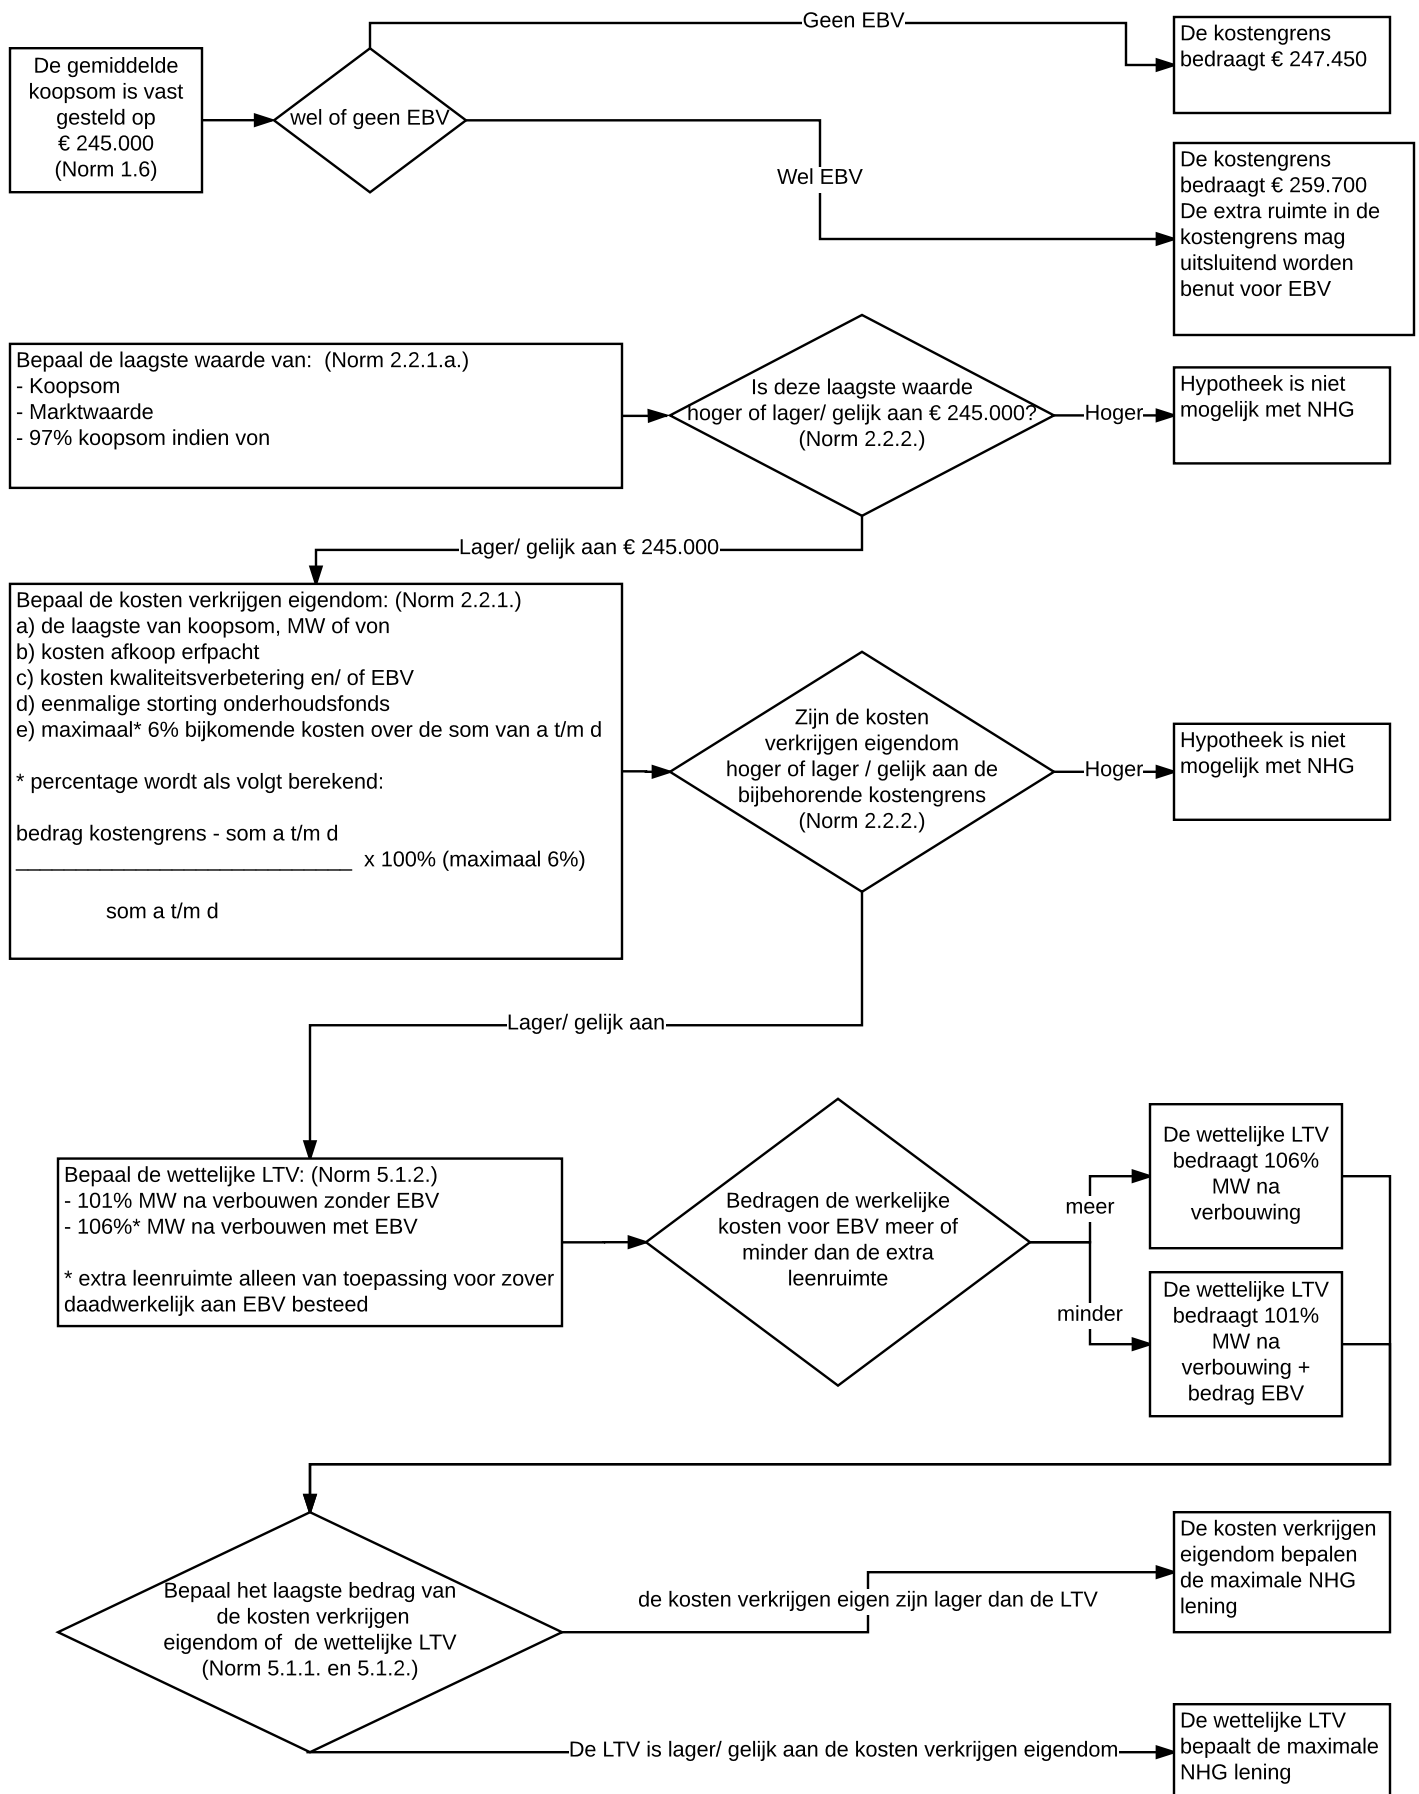 Geen EBV
De kostengrens
bedraagt € 247.450
De gemiddelde
koopsom is vast
gesteld op
€ 245.000
(Norm 1.6)
wel of geen EBV
Wel EBV
De kostengrens
bedraagt € 259.700
De extra ruimte in de
kostengrens mag
uitsluitend worden
benut voor EBV
Bepaal de laagste waarde van:  (Norm 2.2.1.a.)
- Koopsom
- Marktwaarde
- 97% koopsom indien von
Is deze laagste waarde
hoger of lager/ gelijk aan € 245.000?
(Norm 2.2.2.)
Hoger
Hypotheek is niet
mogelijk met NHG
Lager/ gelijk aan € 245.000
Bepaal de kosten verkrijgen eigendom: (Norm 2.2.1.)
a) de laagste van koopsom, MW of von
b) kosten afkoop erfpacht
c) kosten kwaliteitsverbetering en/ of EBV
d) eenmalige storting onderhoudsfonds
e) maximaal* 6% bijkomende kosten over de som van a t/m d
* percentage wordt als volgt berekend:
bedrag kostengrens - som a t/m d
____________________________ x 100% (maximaal 6%)
som a t/m d
Zijn de kosten
verkrijgen eigendom
hoger of lager / gelijk aan de
bijbehorende kostengrens
(Norm 2.2.2.)
Hoger
Hypotheek is niet
mogelijk met NHG
Lager/ gelijk aan
Bepaal de wettelijke LTV: (Norm 5.1.2.)
- 101% MW na verbouwen zonder EBV
- 106%* MW na verbouwen met EBV
* extra leenruimte alleen van toepassing voor zover
daadwerkelijk aan EBV besteed
Bedragen de werkelijke
kosten voor EBV meer of
minder dan de extra
leenruimte
meer
De wettelijke LTV
bedraagt 106%
MW na
verbouwing
minder
De wettelijke LTV
bedraagt 101%
MW na
verbouwing +
bedrag EBV
Bepaal het laagste bedrag van
de kosten verkrijgen
eigendom of  de wettelijke LTV
(Norm 5.1.1. en 5.1.2.)
de kosten verkrijgen eigen zijn lager dan de LTV
De kosten verkrijgen
eigendom bepalen
de maximale NHG
lening
De LTV is lager/ gelijk aan de kosten verkrijgen eigendom
De wettelijke LTV
bepaalt de maximale
NHG lening